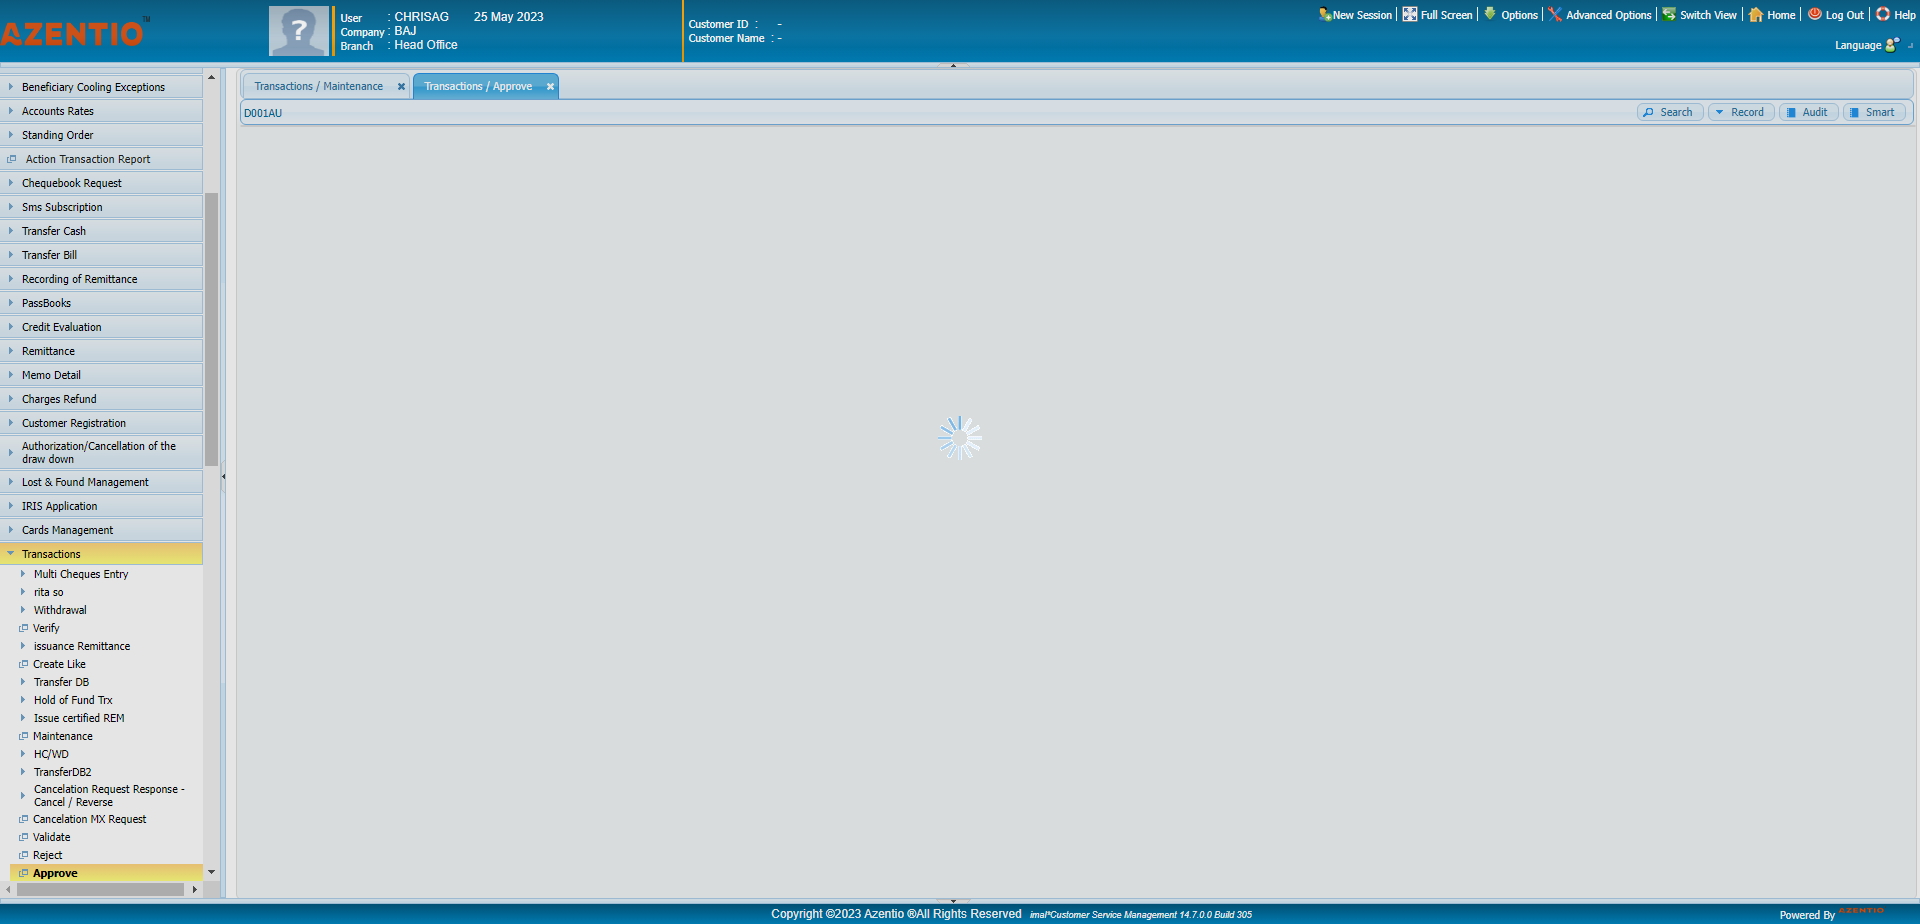 AZENTIO™
?
User : CHRISAG 25 May 2023
Company : BAJ
Branch : Head Office
Customer ID : -
Customer Name : -
New Session
Full Screen
Options
Advanced Options
Switch View
Home
Log Out
Help
Language
Beneficiary Cooling Exceptions
Accounts Rates
Standing Order
Action Transaction Report
Chequebook Request
Sms Subscription
Transfer Cash
Transfer Bill
Recording of Remittance
PassBooks
Credit Evaluation
Remittance
Memo Detail
Charges Refund
Customer Registration
Authorization/Cancellation of the
draw down
Lost & Found Management
IRIS Application
Cards Management
Transactions
Multi Cheques Entry
rita so
Withdrawal
Verify
issuance Remittance
Create Like
Transfer DB
Hold of Fund Trx
Issue certified REM
Maintenance
HC/WD
TransferDB2
Cancelation Request Response -
Cancel / Reverse
Cancelation MX Request
Validate
Reject
Approve
Transactions / Maintenance
Transactions / Approve
D001AU
Search
Record
Audit
Smart
Copyright ©2023 Azentio ®All Rights Reserved imal*Customer Service Management 14.7.0.0 Build 305
Powered By AZENTIO